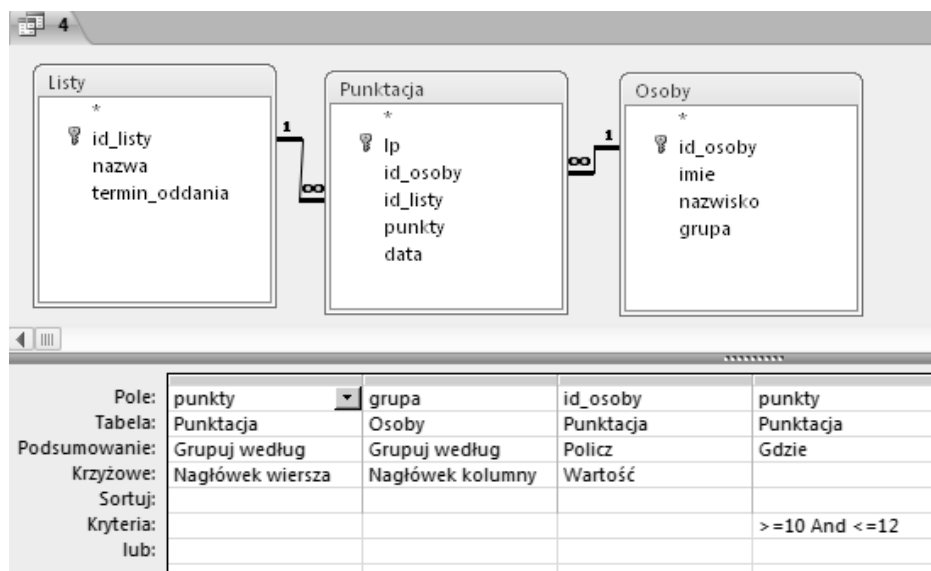 4
Listy
*
id_listy
nazwa
termin_oddania
1
∞
Punktacja
*
lp
id_osoby
id_listy
punkty
data
∞
1
Osoby
*
id_osoby
imie
nazwisko
grupa
Pole: punkty grupa id_osoby punkty
Tabela: Punktacja Osoby Punktacja Punktacja
Podsumowanie: Grupuj według Grupuj według Policz Gdzie
Krzyżowe: Nagłówek wiersza Nagłówek kolumny Wartość
Sortuj:
Kryteria: >=10 And <=12
lub: